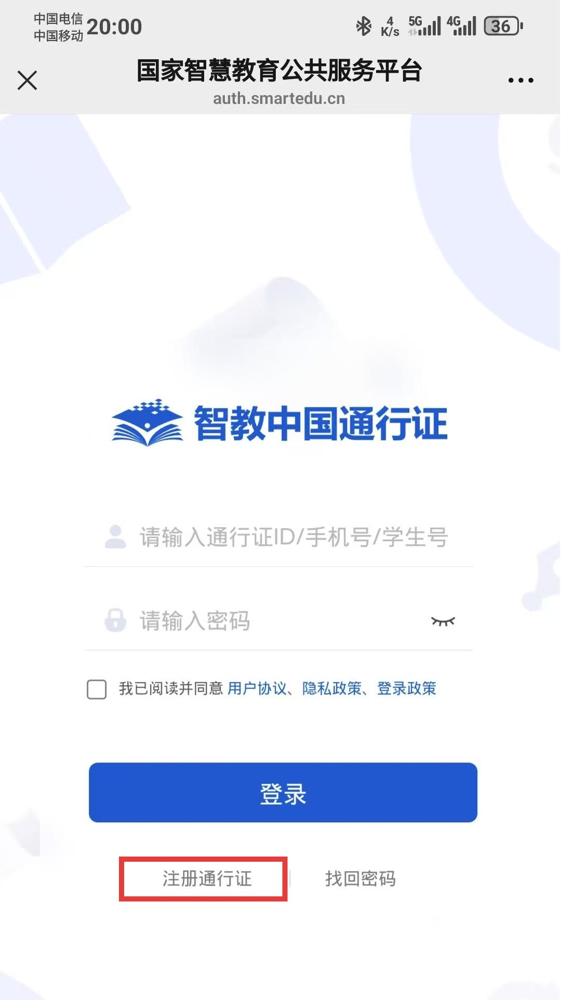 中国电信
中国移动
20:00
4
K/s
5G
4G
36
国家智慧教育公共服务平台
auth.smartedu.cn
智教中国通行证
请输入通行证ID/手机号/学生号
请输入密码
我已阅读并同意 用户协议、隐私政策、登录政策
登录
注册通行证
找回密码